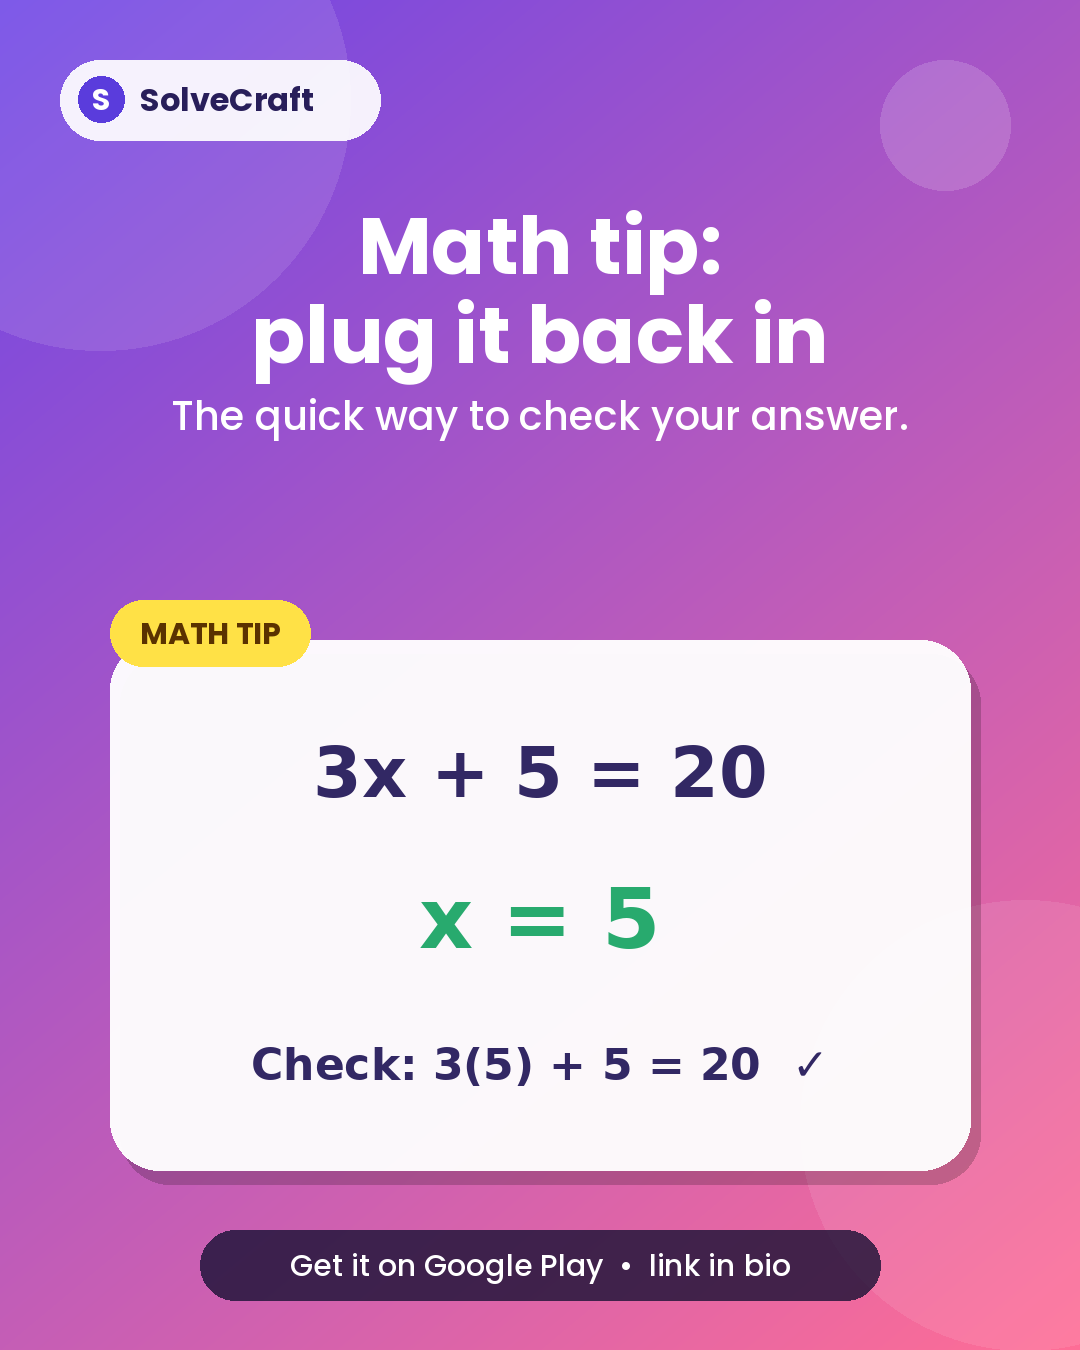 S SolveCraft
Math tip:
plug it back in
The quick way to check your answer.
MATH TIP
3x + 5 = 20
x = 5
Check: 3(5) + 5 = 20 ✓
Get it on Google Play • link in bio